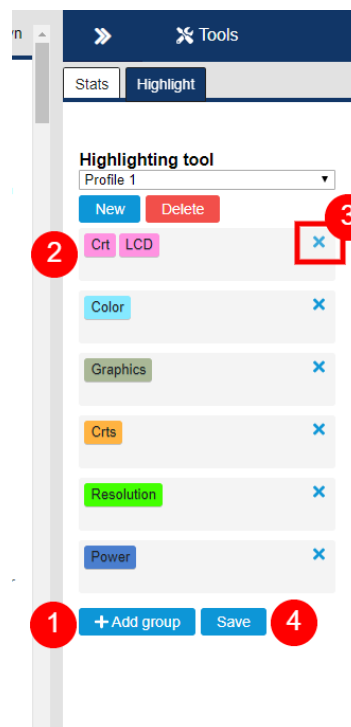 n
Tools
Stats Highlight
Highlighting tool
Profile 1
New Delete
3
2
Crt LCD
Color
Graphics
Crts
Resolution
Power
1
+ Add group Save
4